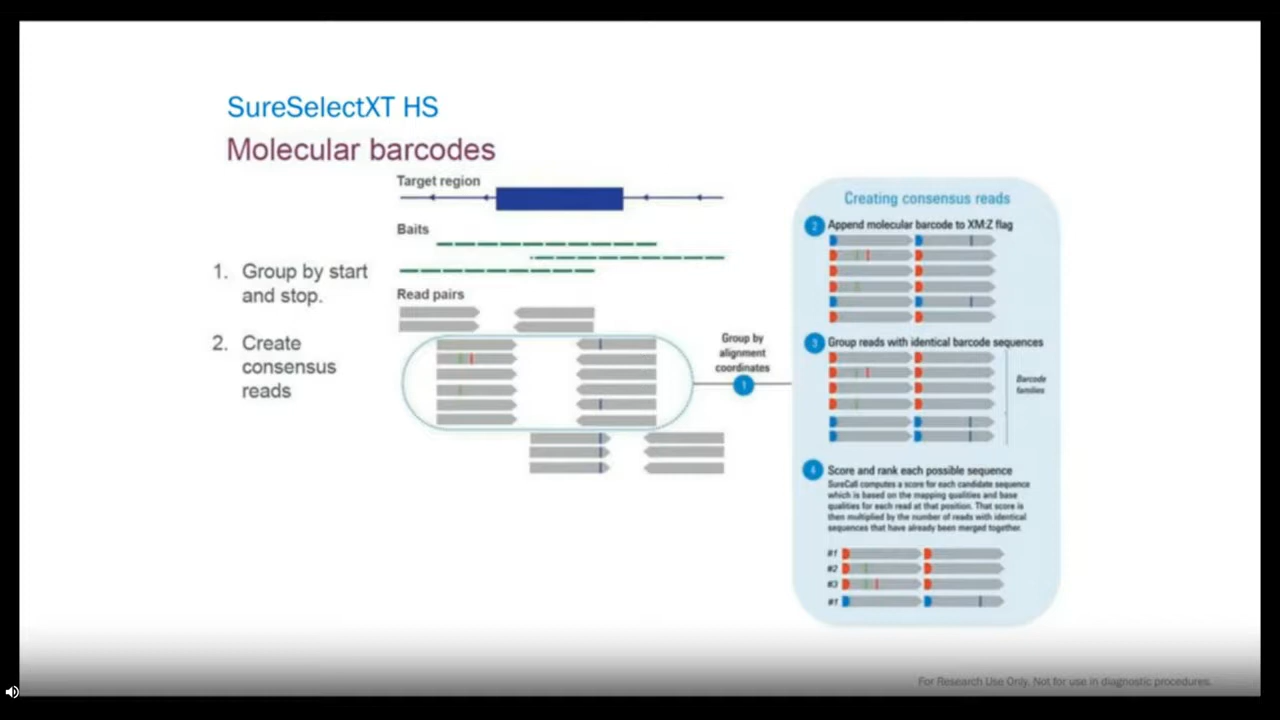 SureSelectXT HS
Molecular barcodes
1. Group by start
and stop.
2. Create
consensus
reads
Target region
Baits
Read pairs
Group by
alignment
coordinates
1
Creating consensus reads
2 Append molecular barcode to XM:Z flag
3 Group reads with identical barcode sequences
Barcode
families
4 Score and rank each possible sequence
SureCall computes a score for each candidate sequence
which is based on the mapping qualities and base
qualities for each read at that position. That score is
then multiplied by the number of reads with identical
sequences that have already been merged together.
#1
#2
#3
#1
For Research Use Only. Not for use in diagnostic procedures.